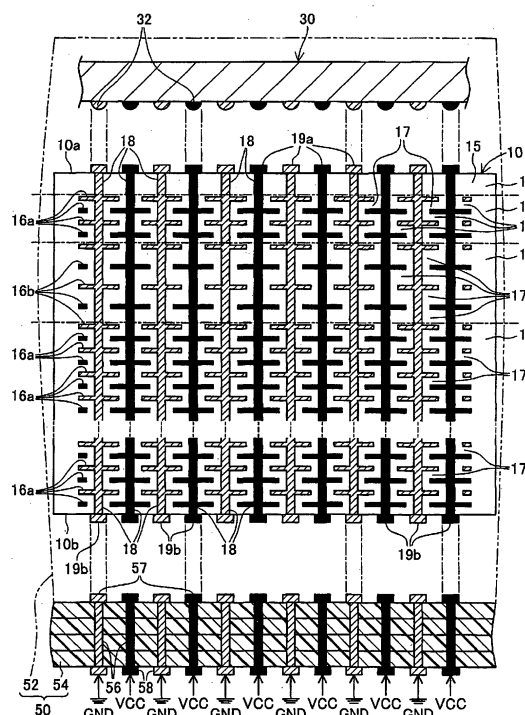 32 30
10a 18 18 19a 17 15 10
16a
17
16b
16a
16a
17
16a
17
10b 18 19b 18 19b
19b 57
52 54 56 58
50 GND VCC GND VCC GND VCC GND VCC GND VCC GND VCC